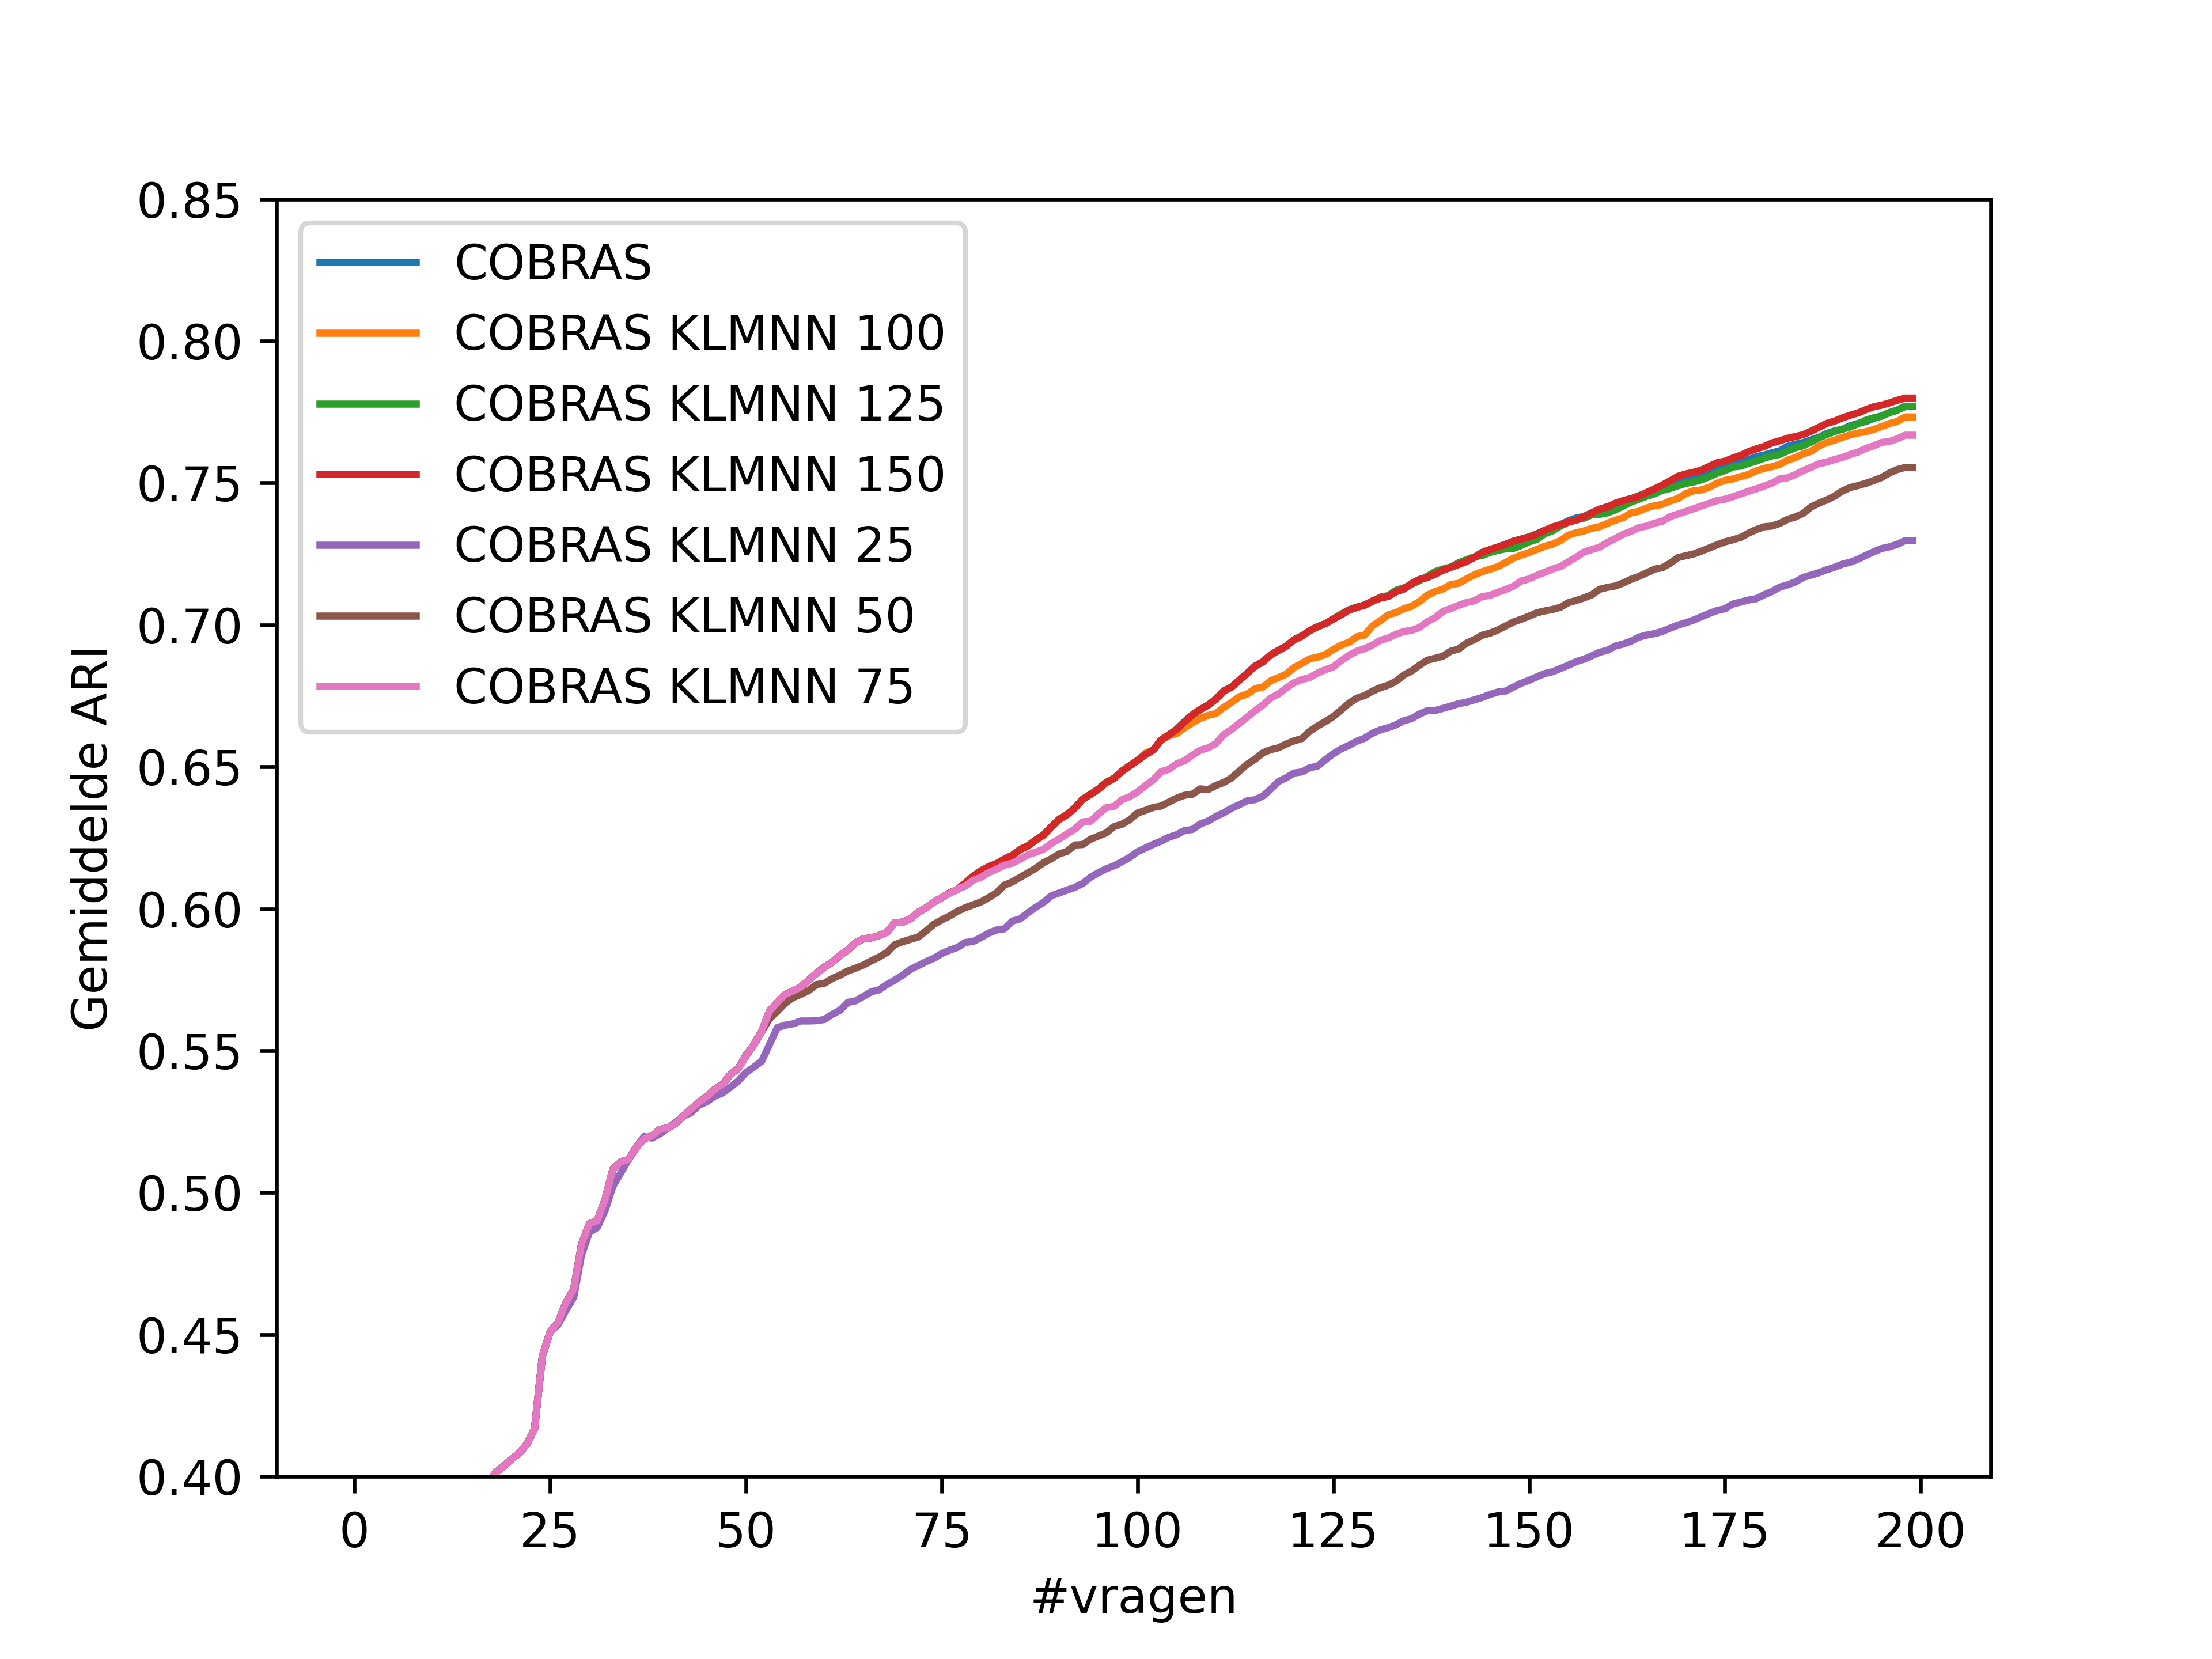 0.85
0.80
0.75
0.70
0.65
0.60
0.55
0.50
0.45
0.40
Gemiddelde ARI
COBRAS
COBRAS KLMNN 100
COBRAS KLMNN 125
COBRAS KLMNN 150
COBRAS KLMNN 25
COBRAS KLMNN 50
COBRAS KLMNN 75
0 25 50 75 100 125 150 175 200
#vragen